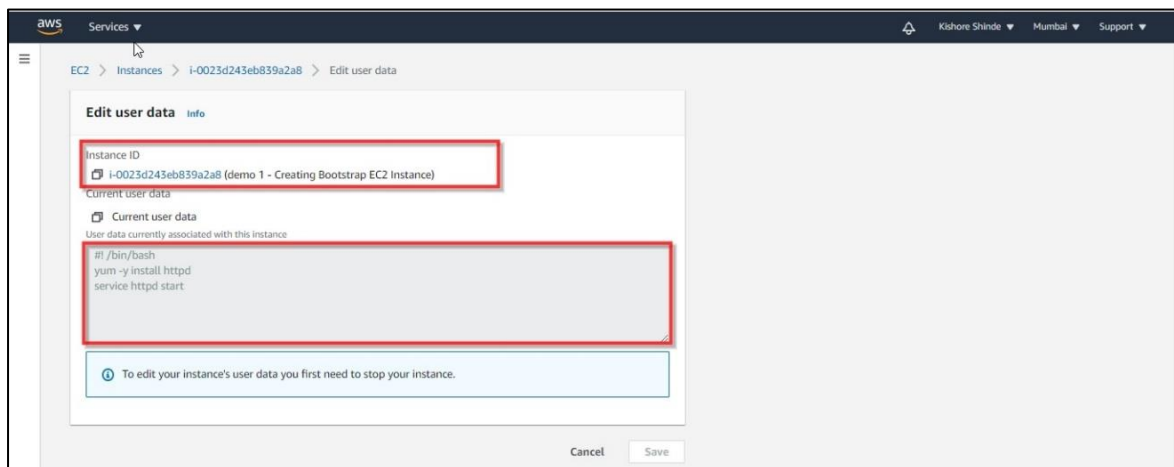 aws Services ▼ Kishore Shinde ▼ Mumbai ▼ Support ▼
EC2 > Instances > i-0023d243eb839a2a8 > Edit user data
Edit user data Info
Instance ID
i-0023d243eb839a2a8 (demo 1 - Creating Bootstrap EC2 Instance)
Current user data
Current user data
User data currently associated with this instance
#! /bin/bash
yum -y install httpd
service httpd start
To edit your instance's user data you first need to stop your instance.
Cancel Save